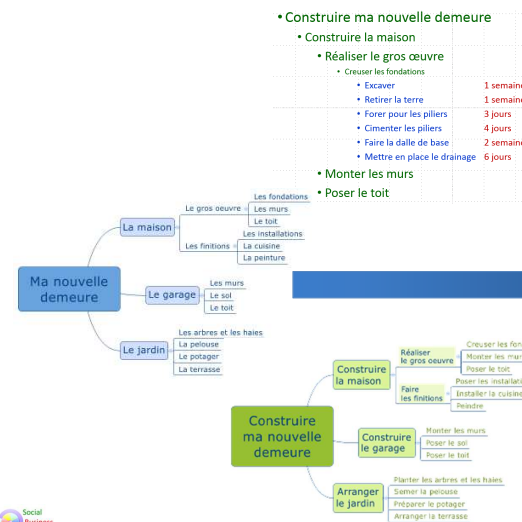 • Construire ma nouvelle demeure
• Construire la maison
• Réaliser le gros œuvre
• Creuser les fondations
• Excaver 1 semaine
• Retirer la terre 1 semaine
• Forer pour les piliers 3 jours
• Cimenter les piliers 4 jours
• Faire la dalle de base 2 semaine
• Mettre en place le drainage 6 jours
• Monter les murs
• Poser le toit
Ma nouvelle
demeure
La maison
Le gros oeuvre
Les fondations
Les murs
Le toit
Les finitions
Les installations
La cuisine
La peinture
Le garage
Les murs
Le sol
Le toit
Le jardin
Les arbres et les haies
La pelouse
Le potager
La terrasse
Construire
ma nouvelle
demeure
Construire
la maison
Réaliser
le gros oeuvre
Creuser les fon
Monter les mur
Poser le toit
Faire
les finitions
Poser les installati
Installer la cuisine
Peindre
Construire
le garage
Monter les murs
Poser le sol
Poser le toit
Arranger
le jardin
Planter les arbres et les haies
Semer la pelouse
Préparer le potager
Arranger la terrasse
Social
Business